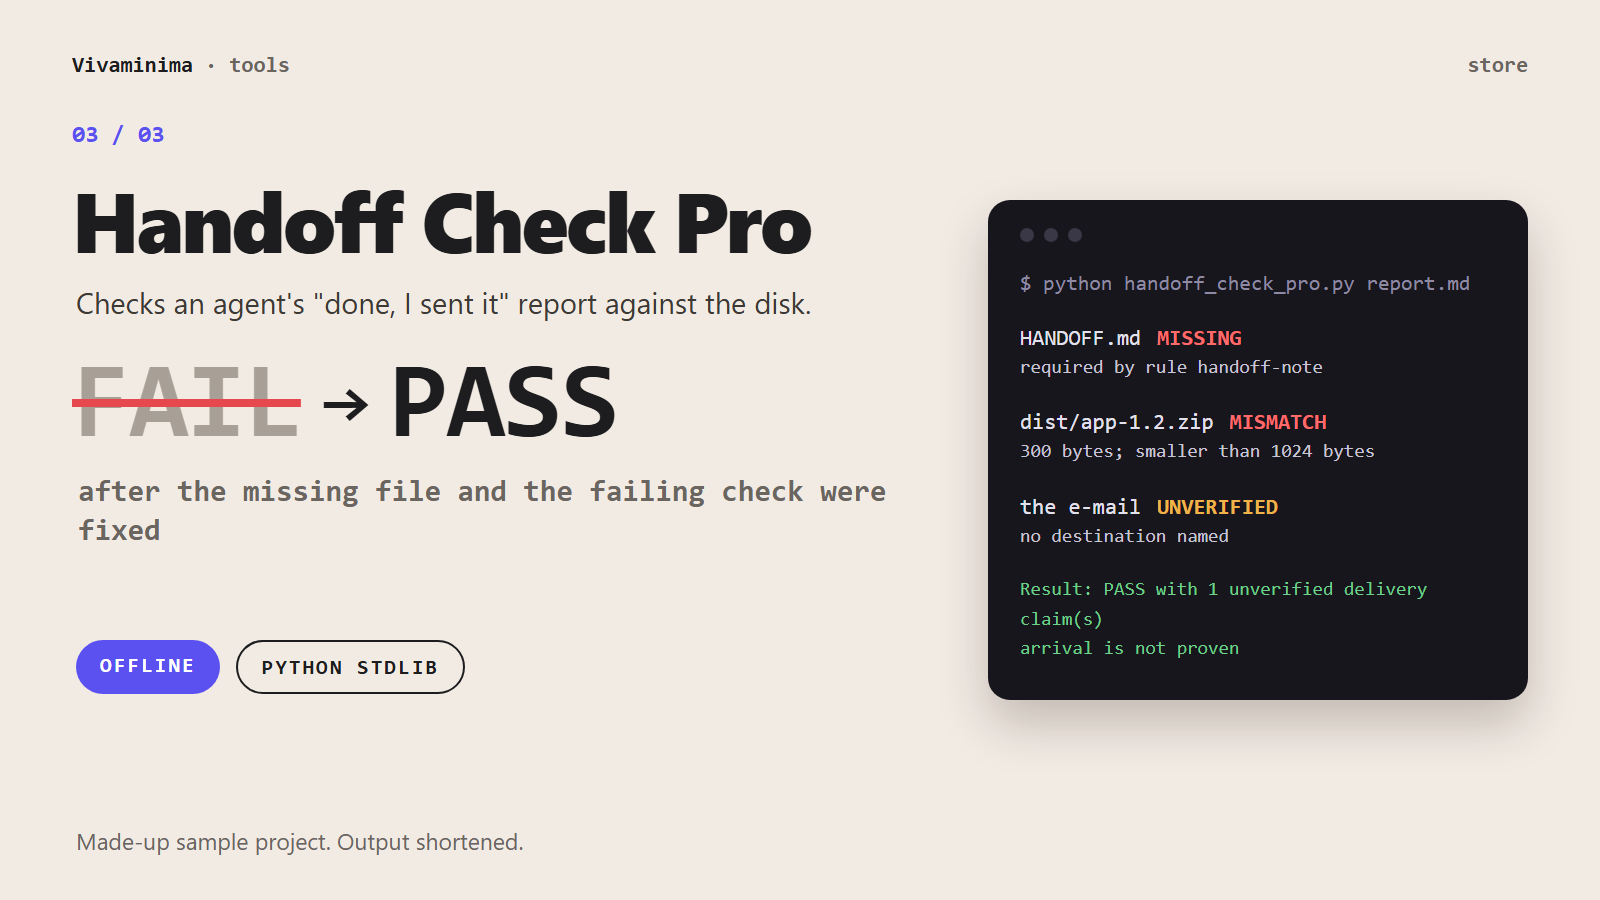 Vivaminima · tools
store
03 / 03
Handoff Check Pro
Checks an agent's "done, I sent it" report against the disk.
FAIL → PASS
after the missing file and the failing check were
fixed
OFFLINE
PYTHON STDLIB
$ python handoff_check_pro.py report.md
HANDOFF.md MISSING
required by rule handoff-note
dist/app-1.2.zip MISMATCH
300 bytes; smaller than 1024 bytes
the e-mail UNVERIFIED
no destination named
Result: PASS with 1 unverified delivery
claim(s)
arrival is not proven
Made-up sample project. Output shortened.